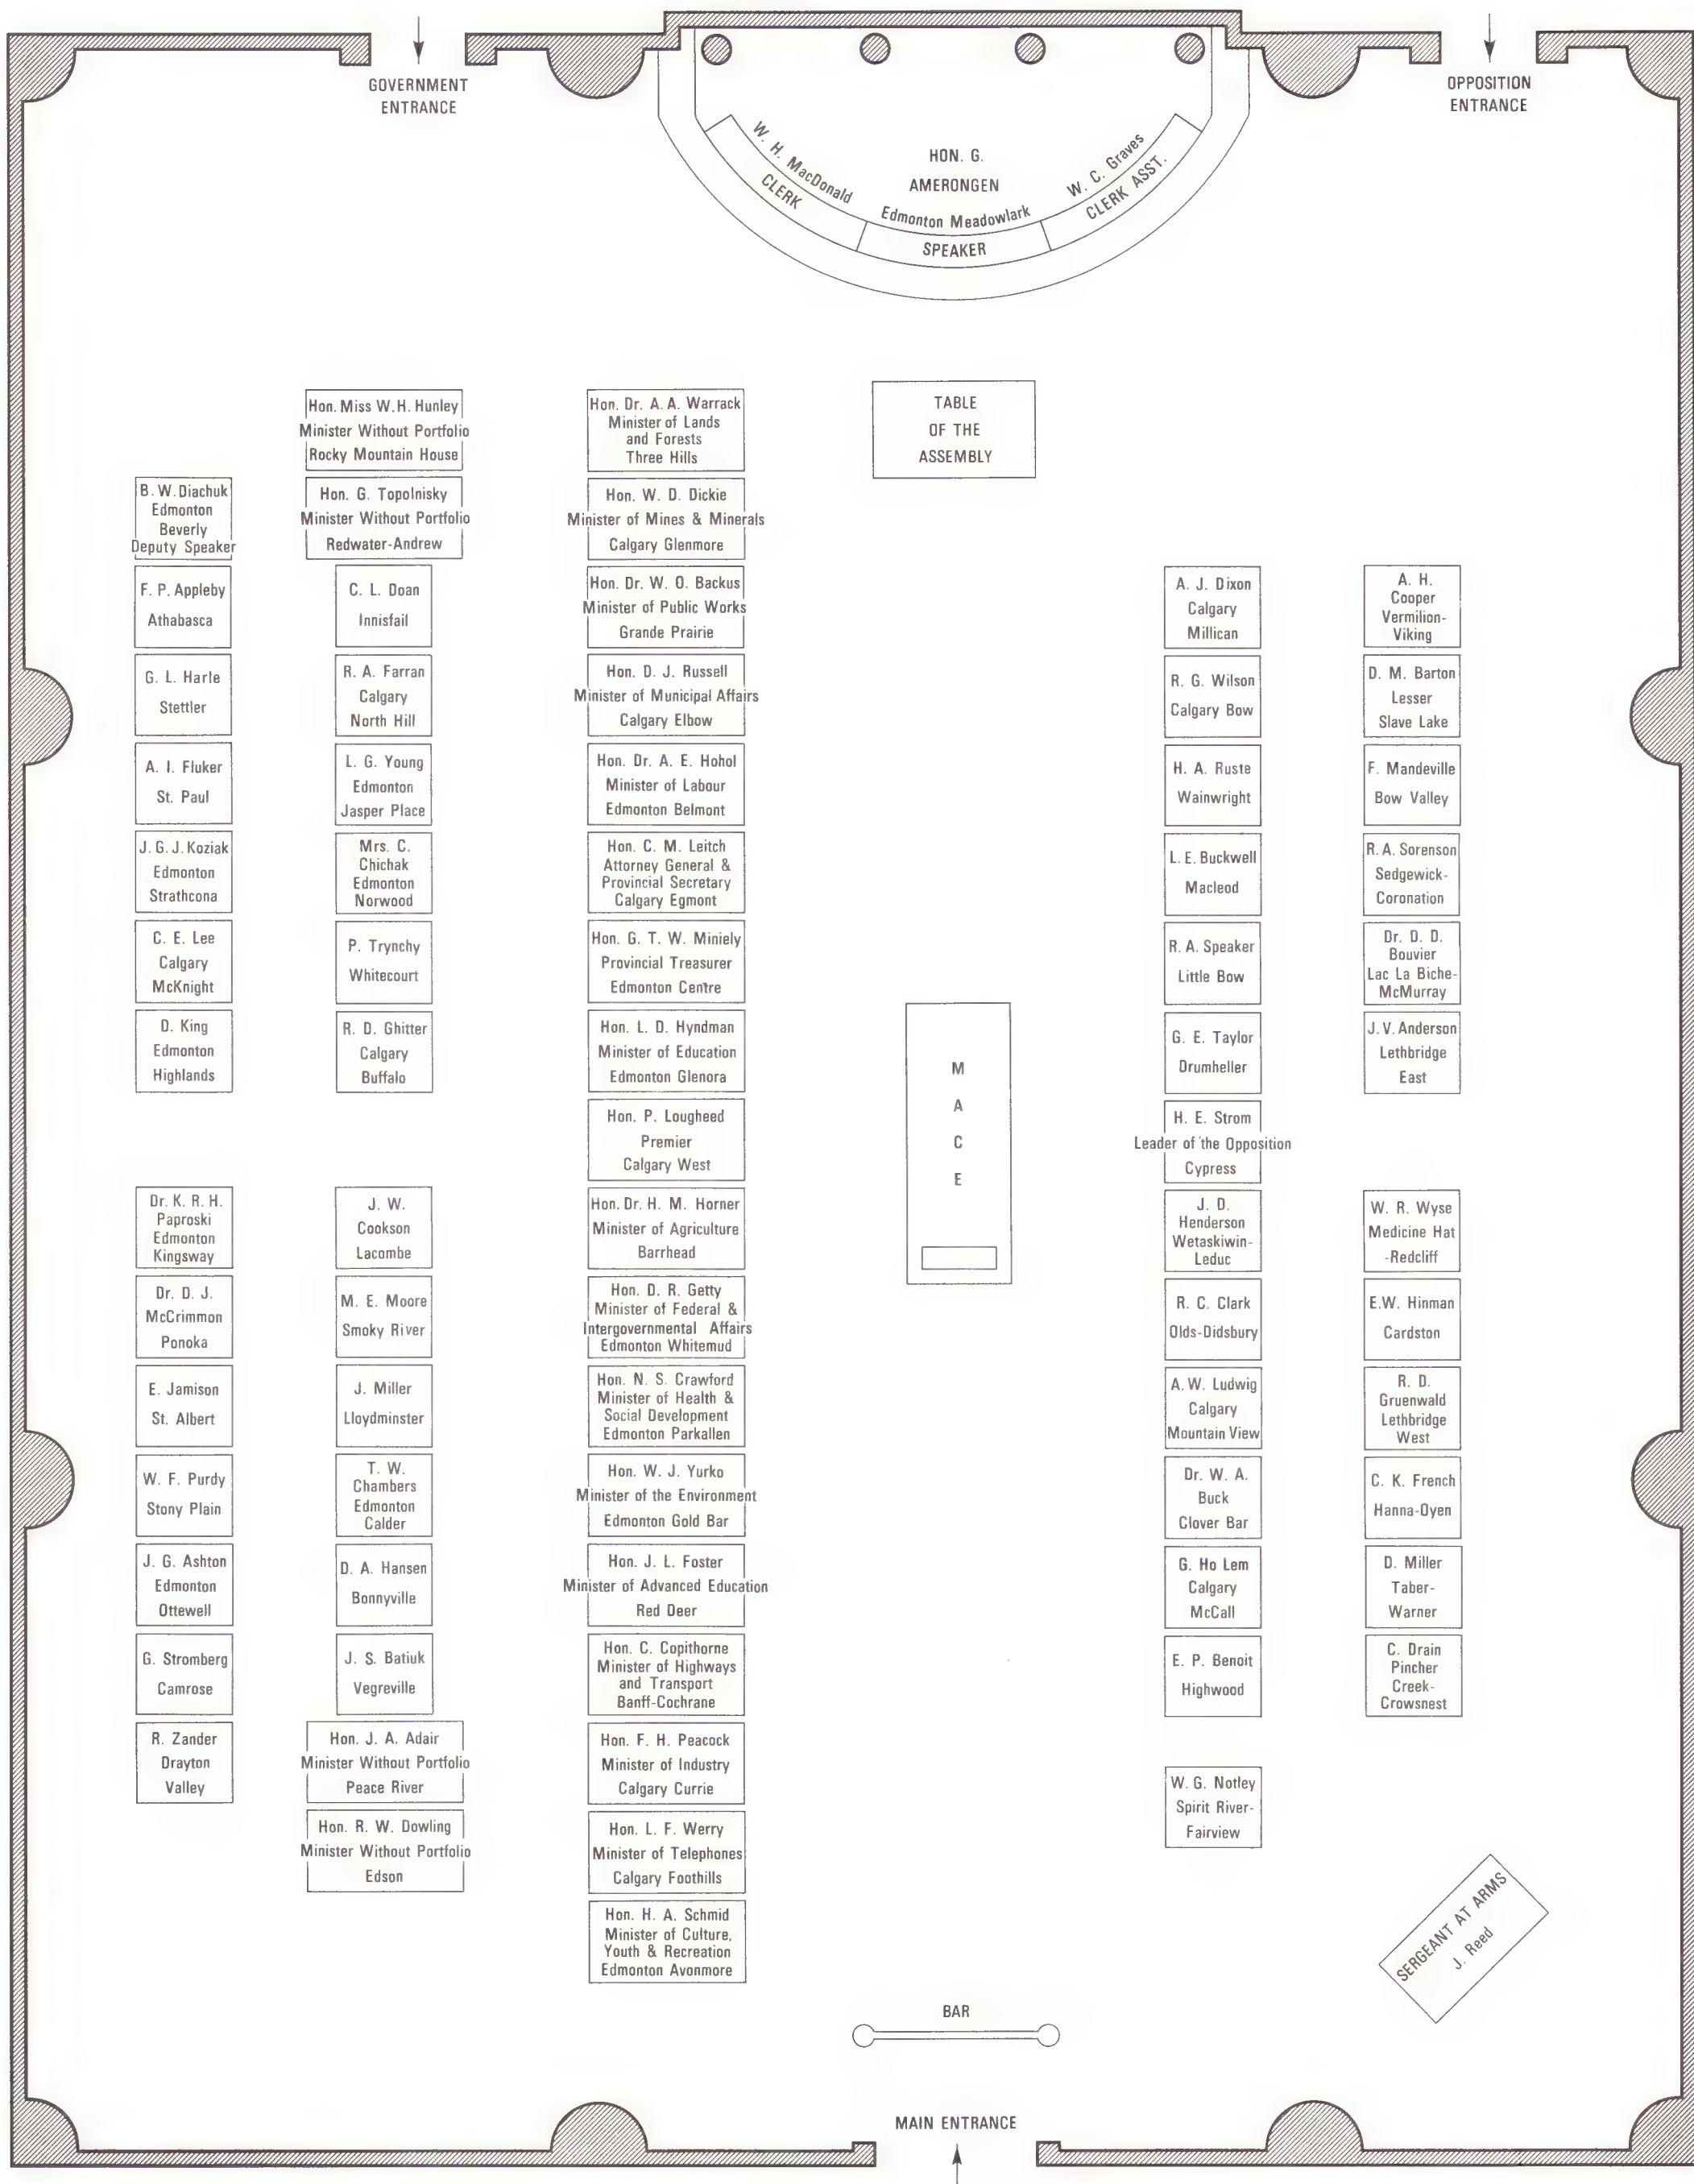 GOVERNMENT
ENTRANCE
OPPOSITION
ENTRANCE
W. H. MacDonald
CLERK
HON. G.
AMERONGEN
Edmonton Meadowlark
SPEAKER
W. C. Graves
CLERK ASST.
TABLE
OF THE
ASSEMBLY
B. W. Diachuk
Edmonton
Beverly
Deputy Speaker
F. P. Appleby
Athabasca
G. L. Harle
Stettler
A. I. Fluker
St. Paul
J. G. J. Koziak
Edmonton
Strathcona
C. E. Lee
Calgary
McKnight
D. King
Edmonton
Highlands
Dr. K. R. H.
Paproski
Edmonton
Kingsway
Dr. D. J.
McCrimmon
Ponoka
E. Jamison
St. Albert
W. F. Purdy
Stony Plain
J. G. Ashton
Edmonton
Ottewell
G. Stromberg
Camrose
R. Zander
Drayton
Valley
Hon. Miss W. H. Hunley
Minister Without Portfolio
Rocky Mountain House
Hon. G. Topolnisky
Minister Without Portfolio
Redwater-Andrew
C. L. Doan
Innisfail
R. A. Farran
Calgary
North Hill
L. G. Young
Edmonton
Jasper Place
Mrs. C.
Chichak
Edmonton
Norwood
P. Trynchy
Whitecourt
R. D. Ghitter
Calgary
Buffalo
J. W.
Cookson
Lacombe
M. E. Moore
Smoky River
J. Miller
Lloydminster
T. W.
Chambers
Edmonton
Calder
D. A. Hansen
Bonnyville
J. S. Batiuk
Vegreville
Hon. J. A. Adair
Minister Without Portfolio
Peace River
Hon. R. W. Dowling
Minister Without Portfolio
Edson
Hon. Dr. A. A. Warrack
Minister of Lands
and Forests
Three Hills
Hon. W. D. Dickie
Minister of Mines & Minerals
Calgary Glenmore
Hon. Dr. W. O. Backus
Minister of Public Works
Grande Prairie
Hon. D. J. Russell
Minister of Municipal Affairs
Calgary Elbow
Hon. Dr. A. E. Hohol
Minister of Labour
Edmonton Belmont
Hon. C. M. Leitch
Attorney General &
Provincial Secretary
Calgary Egmont
Hon. G. T. W. Miniely
Provincial Treasurer
Edmonton Centre
Hon. L. D. Hyndman
Minister of Education
Edmonton Glenora
Hon. P. Lougheed
Premier
Calgary West
Hon. Dr. H. M. Horner
Minister of Agriculture
Barrhead
Hon. D. R. Getty
Minister of Federal &
Intergovernmental Affairs
Edmonton Whitemud
Hon. N. S. Crawford
Minister of Health &
Social Development
Edmonton Parkallen
Hon. W. J. Yurko
Minister of the Environment
Edmonton Gold Bar
Hon. J. L. Foster
Minister of Advanced Education
Red Deer
Hon. C. Copithorne
Minister of Highways
and Transport
Banff-Cochrane
Hon. F. H. Peacock
Minister of Industry
Calgary Currie
Hon. L. F. Werry
Minister of Telephones
Calgary Foothills
Hon. H. A. Schmid
Minister of Culture,
Youth & Recreation
Edmonton Avonmore
M
A
C
E
A. J. Dixon
Calgary
Millican
R. G. Wilson
Calgary Bow
H. A. Ruste
Wainwright
L. E. Buckwell
Macleod
R. A. Speaker
Little Bow
G. E. Taylor
Drumheller
H. E. Strom
Leader of the Opposition
Cypress
J. D.
Henderson
Wetaskiwin-
Leduc
R. C. Clark
Olds-Didsbury
A. W. Ludwig
Calgary
Mountain View
Dr. W. A.
Buck
Clover Bar
G. Ho Lem
Calgary
McCall
E. P. Benoit
Highwood
W. G. Notley
Spirit River-
Fairview
A. H.
Cooper
Vermilion-
Viking
D. M. Barton
Lesser
Slave Lake
F. Mandeville
Bow Valley
R. A. Sorenson
Sedgewick-
Coronation
Dr. D. D.
Bouvier
Lac La Biche-
McMurray
J. V. Anderson
Lethbridge
East
W. R. Wyse
Medicine Hat
-Redcliff
E.W. Hinman
Cardston
R. D.
Gruenwald
Lethbridge
West
C. K. French
Hanna-Oyen
D. Miller
Taber-
Warner
C. Drain
Pincher
Creek-
Crowsnest
SERGEANT AT ARMS
J. Reed
BAR
MAIN ENTRANCE